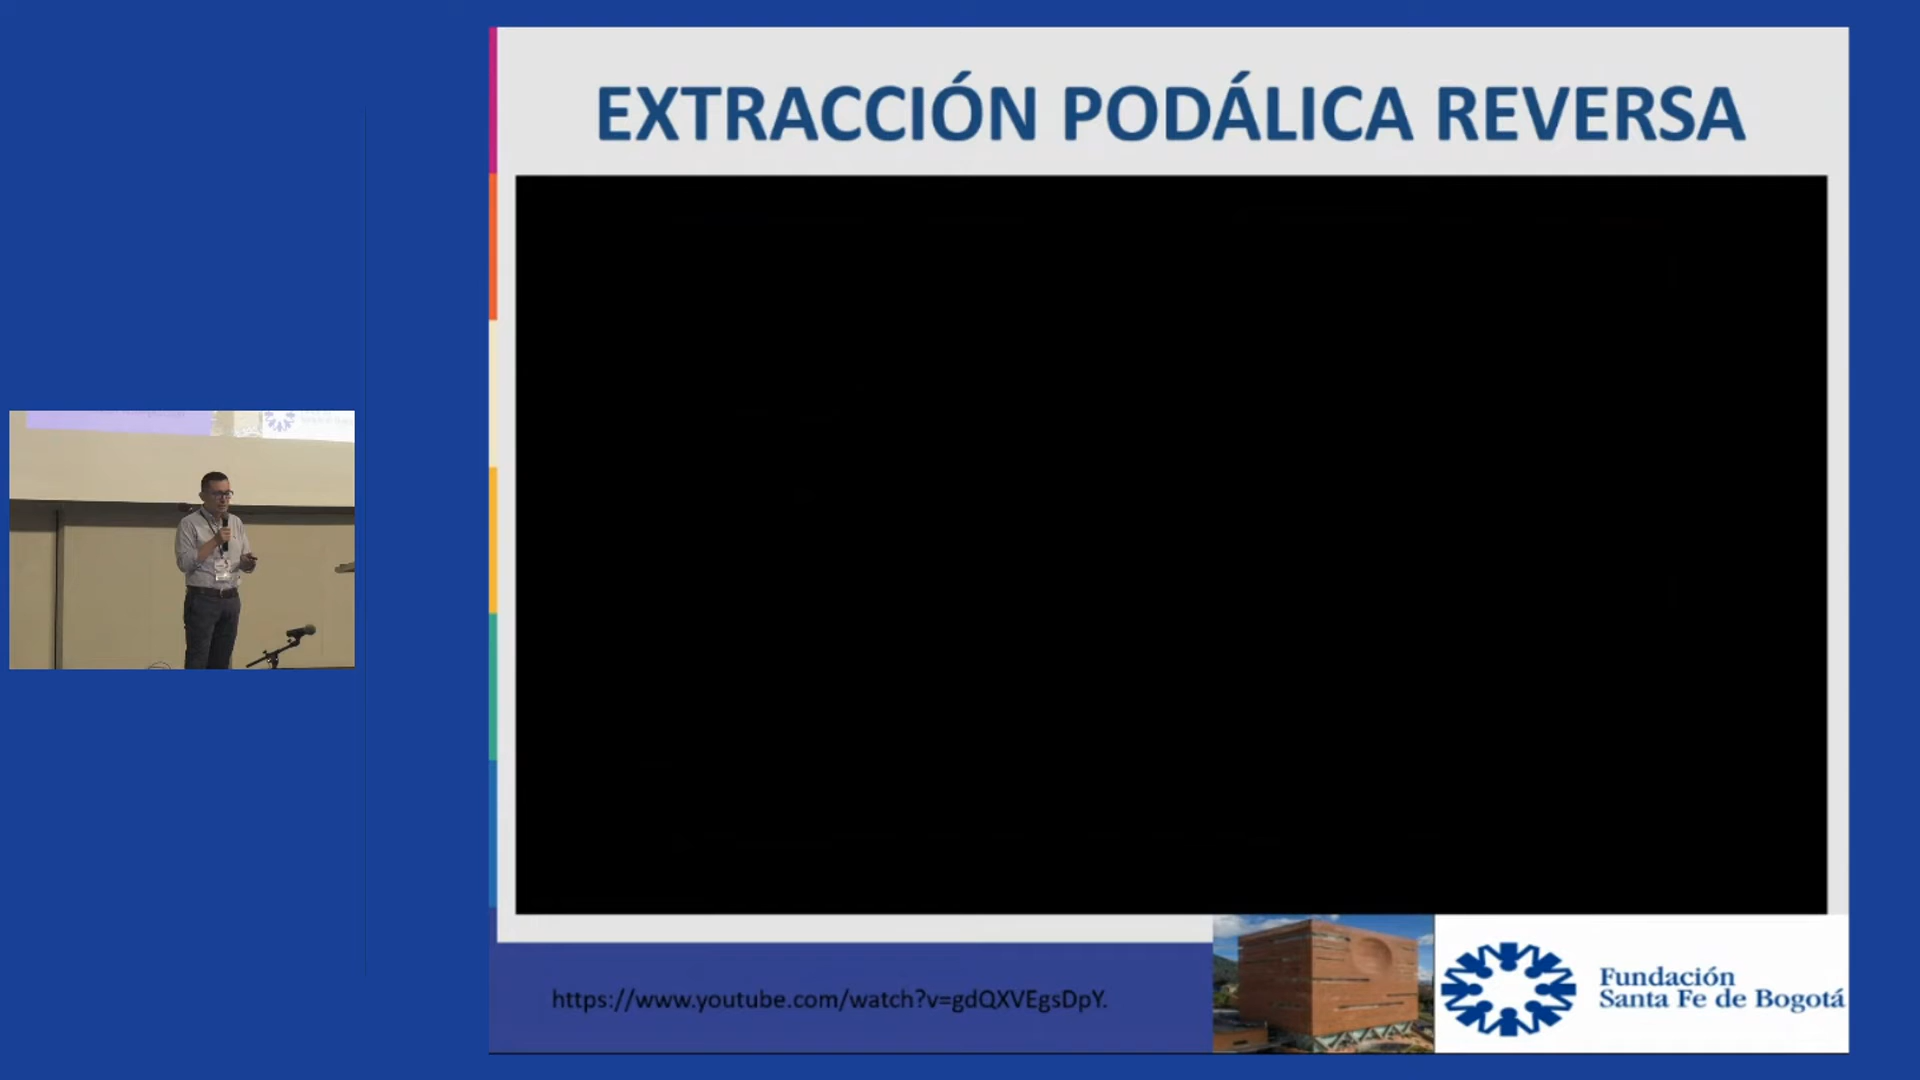 EXTRACCIÓN PODÁLICA REVERSA
https://www.youtube.com/watch?v=gdQXVEgsDpY.
Fundación
Santa Fe de Bogotá